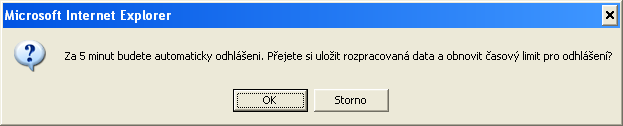 Microsoft Internet Explorer
Za 5 minut budete automaticky odhlášeni. Přejete si uložit rozpracovaná data a obnovit časový limit pro odhlášení?
OK
Storno